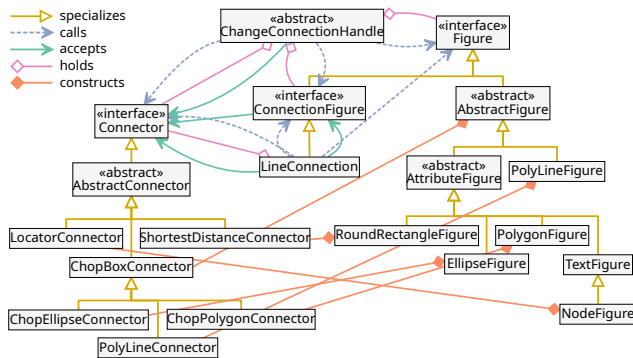 specializes
calls
accepts
holds
constructs
«abstract»
ChangeConnectionHandle
«interface»
Figure
«interface»
Connector
«interface»
ConnectionFigure
«abstract»
AbstractFigure
«abstract»
AbstractConnector
LineConnection
«abstract»
AttributeFigure
PolyLineFigure
LocatorConnector
ShortestDistanceConnector
RoundRectangleFigure
PolygonFigure
ChopBoxConnector
EllipseFigure
TextFigure
ChopEllipseConnector
ChopPolygonConnector
NodeFigure
PolyLineConnector